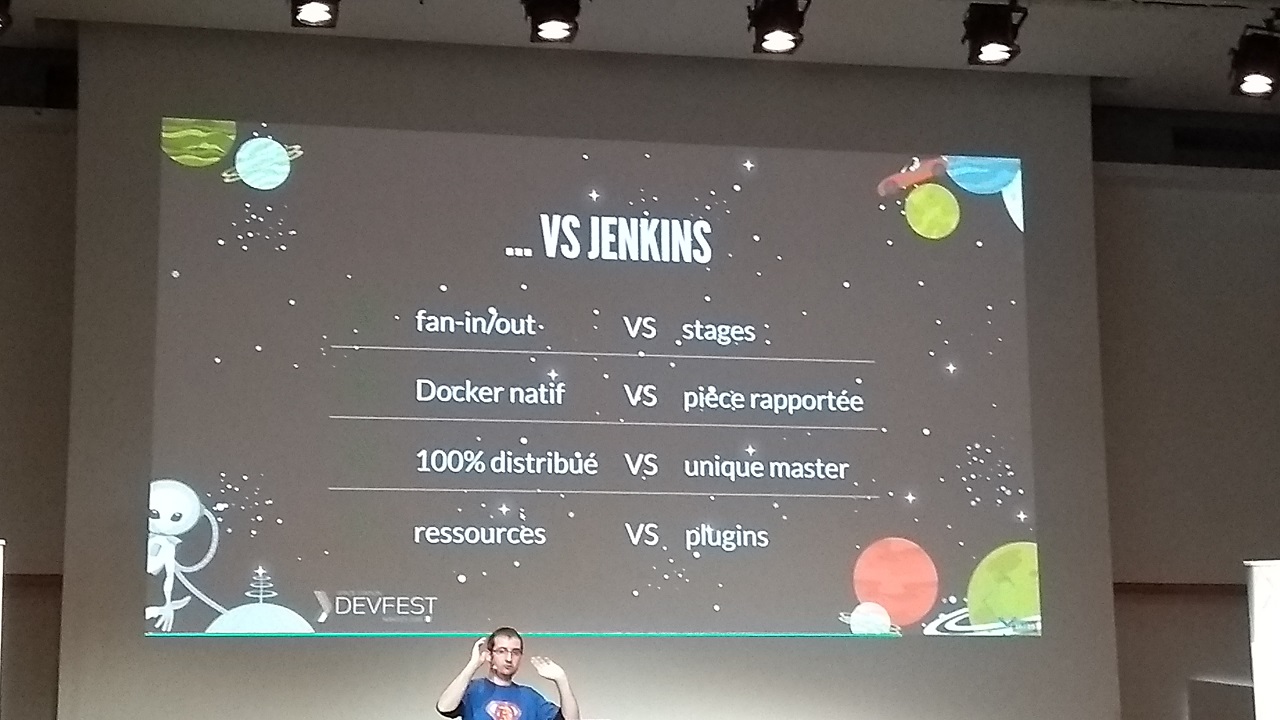 ... VS JENKINS
fan-in/out VS stages
Docker natif VS pièce rapportée
100% distribué VS unique master
ressources VS plugins
DEVFEST